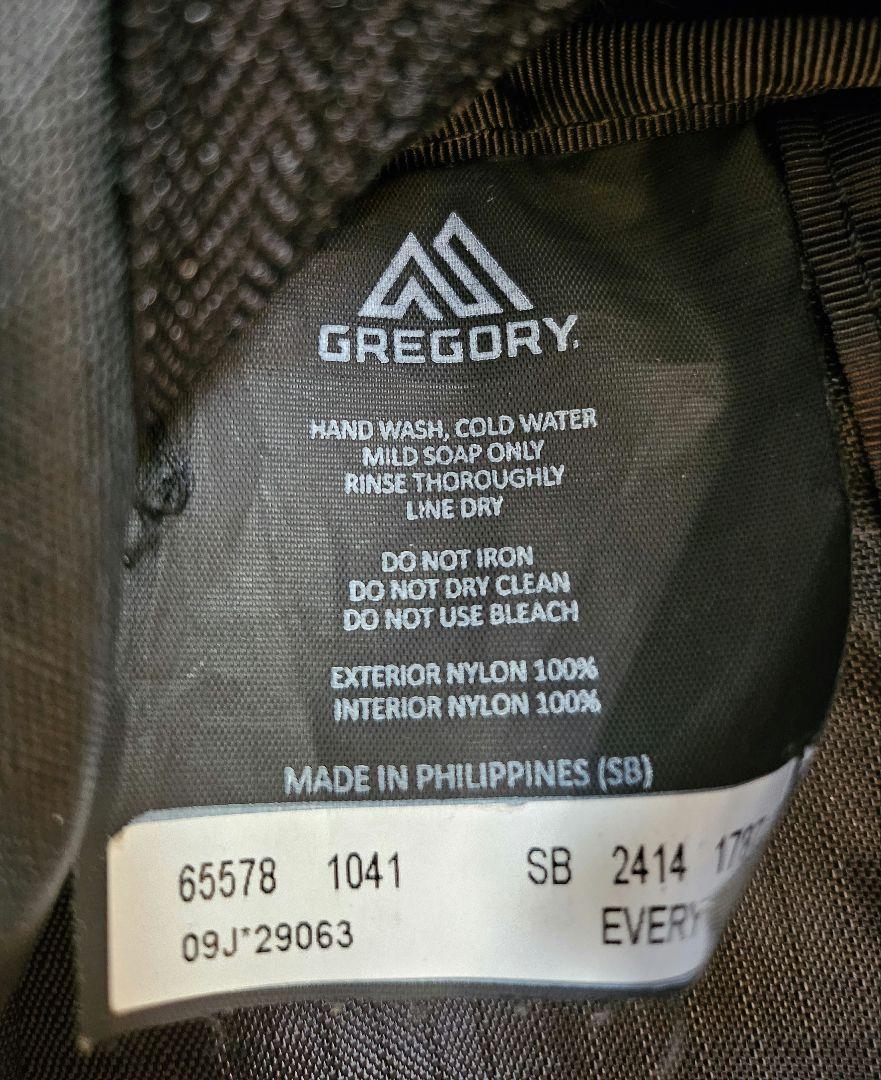 GREGORY
HAND WASH, COLD WATER
MILD SOAP ONLY
RINSE THOROUGHLY
LINE DRY
DO NOT IRON
DO NOT DRY CLEAN
DO NOT USE BLEACH
EXTERIOR NYLON 100%
INTERIOR NYLON 100%
MADE IN PHILIPPINES (SB)
65578 1041 SB 2414
09J*29063